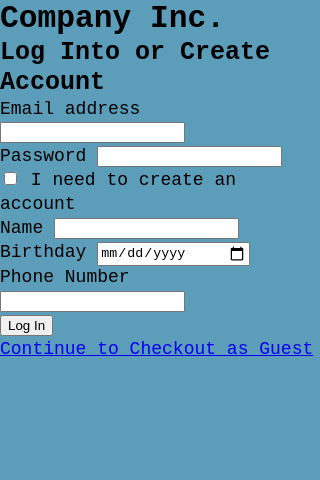 Company Inc.
Log Into or Create
Account
Email address
Password
I need to create an
account
Name
Birthday mm/dd/yyyy
Phone Number
Log In
Continue to Checkout as Guest